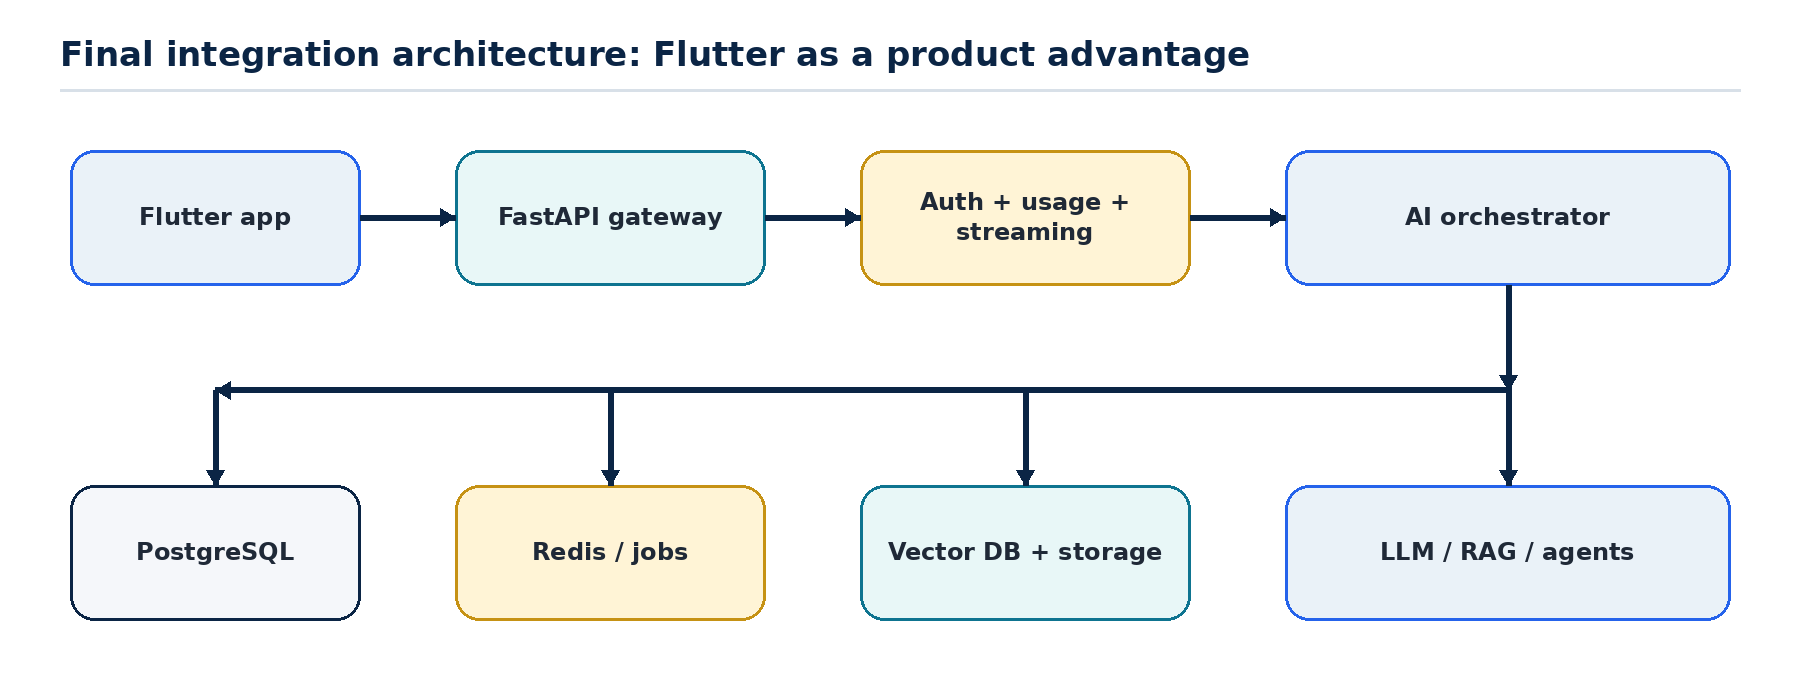 Final integration architecture: Flutter as a product advantage
Flutter app
FastAPI gateway
Auth + usage +
streaming
AI orchestrator
PostgreSQL
Redis / jobs
Vector DB + storage
LLM / RAG / agents